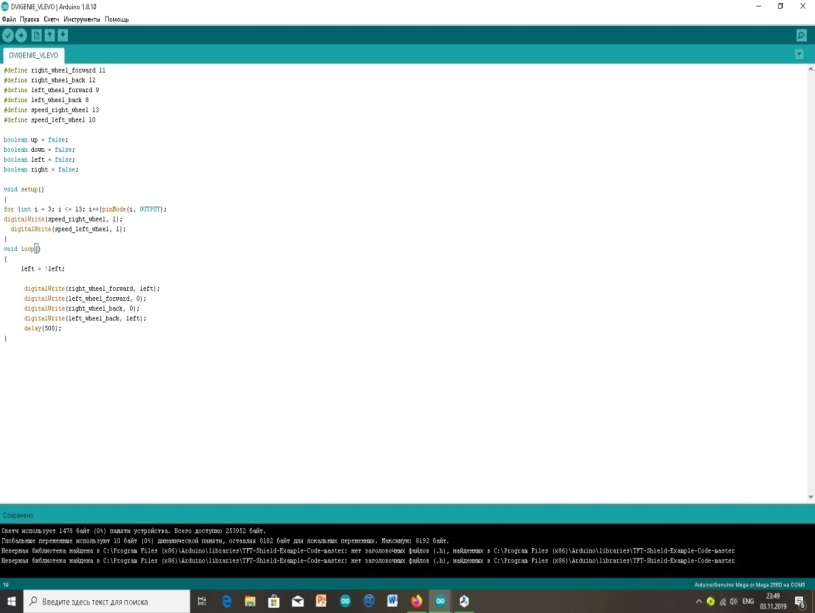 DVIGENIE_VLEVO | Arduino 1.8.10
Файл Правка Скетч Инструменты Помощь
DVIGENIE_VLEVO
#define right_wheel_forward 11
#define right_wheel_back 12
#define left_wheel_forward 9
#define left_wheel_back 8
#define speed_right_wheel 13
#define speed_left_wheel 10
boolean up = false;
boolean down = false;
boolean left = false;
boolean right = false;
void setup()
{
for (int i = 3; i <= 13; i++)pinMode(i, OUTPUT);
digitalWrite(speed_right_wheel, 1);
digitalWrite(speed_left_wheel, 1);
}
void loop()
{
left = !left;
digitalWrite(right_wheel_forward, left);
digitalWrite(left_wheel_forward, 0);
digitalWrite(right_wheel_back, 0);
digitalWrite(left_wheel_back, left);
delay(500);
}
Сохранено.
Скетч использует 1478 байт (0%) памяти устройства. Всего доступно 253952 байт.
Глобальные переменные используют 10 байт (0%) динамической памяти, оставляя 8182 байт для локальных переменных. Максимум: 8192 байт.
Неверная библиотека найдена в C:\Program Files (x86)\Arduino\libraries\TFT-Shield-Example-Code-master: нет заголовочных файлов (.h), найденных в C:\Program Files (x86)\Arduino\libraries\TFT-Shield-Example-Code-master
Неверная библиотека найдена в C:\Program Files (x86)\Arduino\libraries\TFT-Shield-Example-Code-master: нет заголовочных файлов (.h), найденных в C:\Program Files (x86)\Arduino\libraries\TFT-Shield-Example-Code-master
19
Arduino/Genuino Mega or Mega 2560 на COM5
Введите здесь текст для поиска
ENG
23:49
03.11.2019